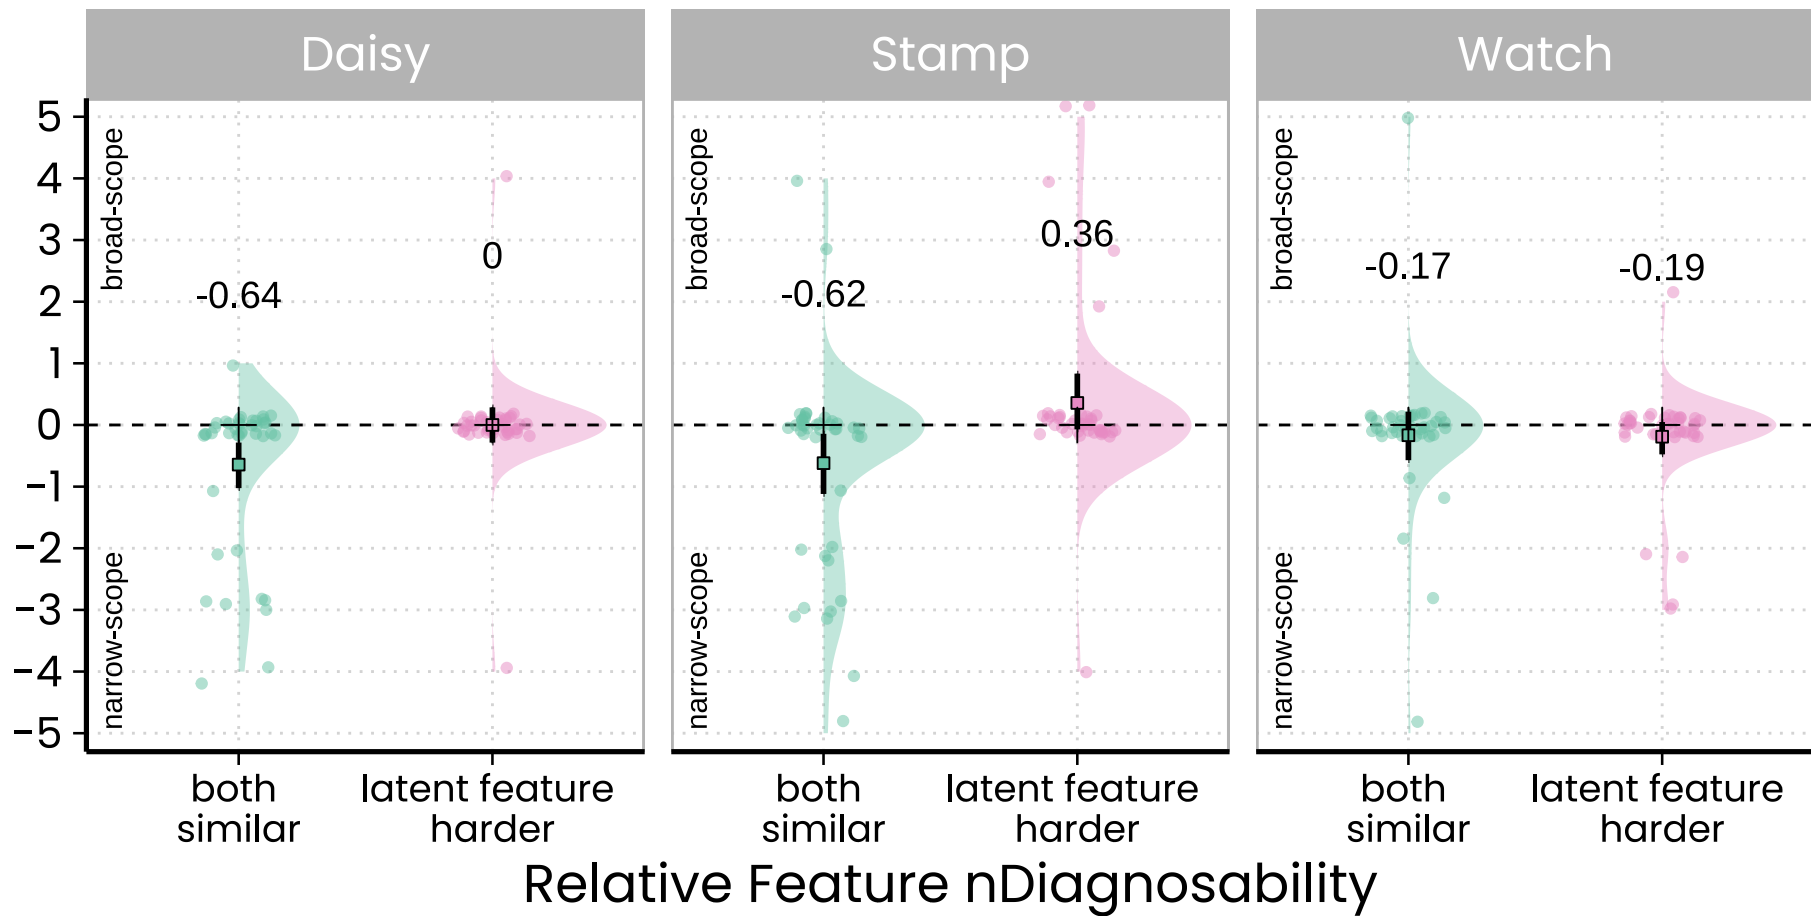 Daisy
Stamp
Watch
5
4
3
2
1
0
−1
−2
−3
−4
−5
broad-scope
narrow-scope
-0.64
0
broad-scope
narrow-scope
-0.62
0.36
broad-scope
narrow-scope
-0.17
-0.19
both
similar
latent feature
harder
both
similar
latent feature
harder
both
similar
latent feature
harder
Relative Feature nDiagnosability